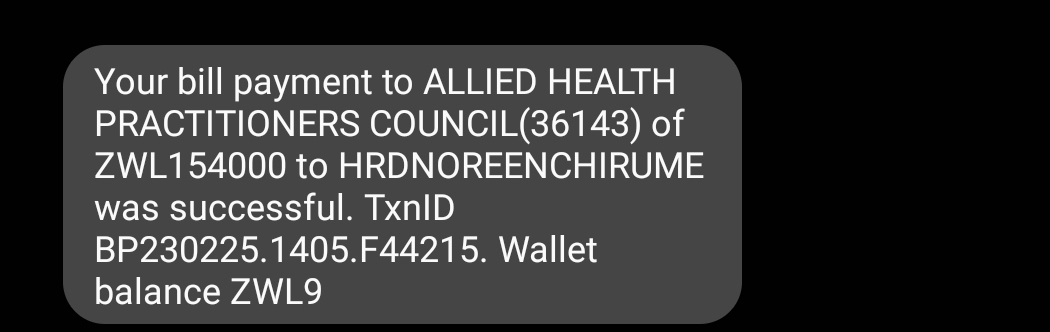 Your bill payment to ALLIED HEALTH
PRACTITIONERS COUNCIL(36143) of
ZWL154000 to HRDNOREENCHIRUME
was successful. TxnID
BP230225.1405.F44215. Wallet
balance ZWL9